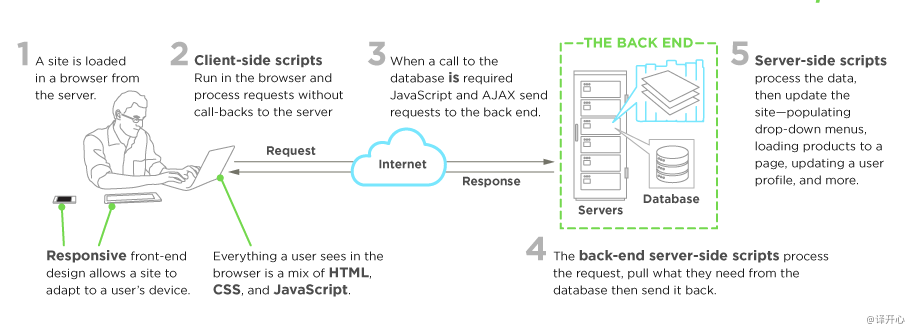 1 A site is loaded
in a browser from
the server.
2 Client-side scripts
Run in the browser and
process requests without
call-backs to the server
3 When a call to the
database is required
JavaScript and AJAX send
requests to the back end.
THE BACK END
5 Server-side scripts
process the data,
then update the
site—populating
drop-down menus,
loading products to a
page, updating a user
profile, and more.
Request
Internet
Response
Servers
Database
Responsive front-end
design allows a site to
adapt to a user's device.
Everything a user sees in the
browser is a mix of HTML,
CSS, and JavaScript.
4 The back-end server-side scripts process
the request, pull what they need from the
database then send it back.
@译开心